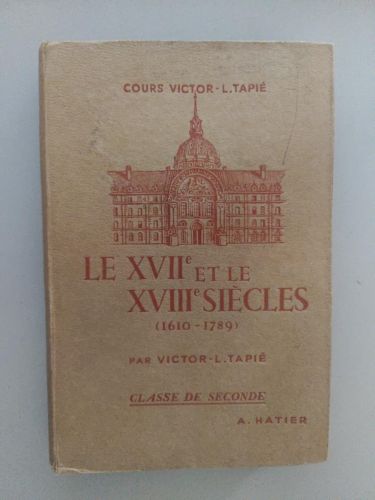 COURS VICTOR-L. TAPIÉ
LE XVIIe ET LE
XVIIIe SIÈCLES
(1610-1789)
PAR VICTOR-L. TAPIÉ
CLASSE DE SECONDE
A. HATIER